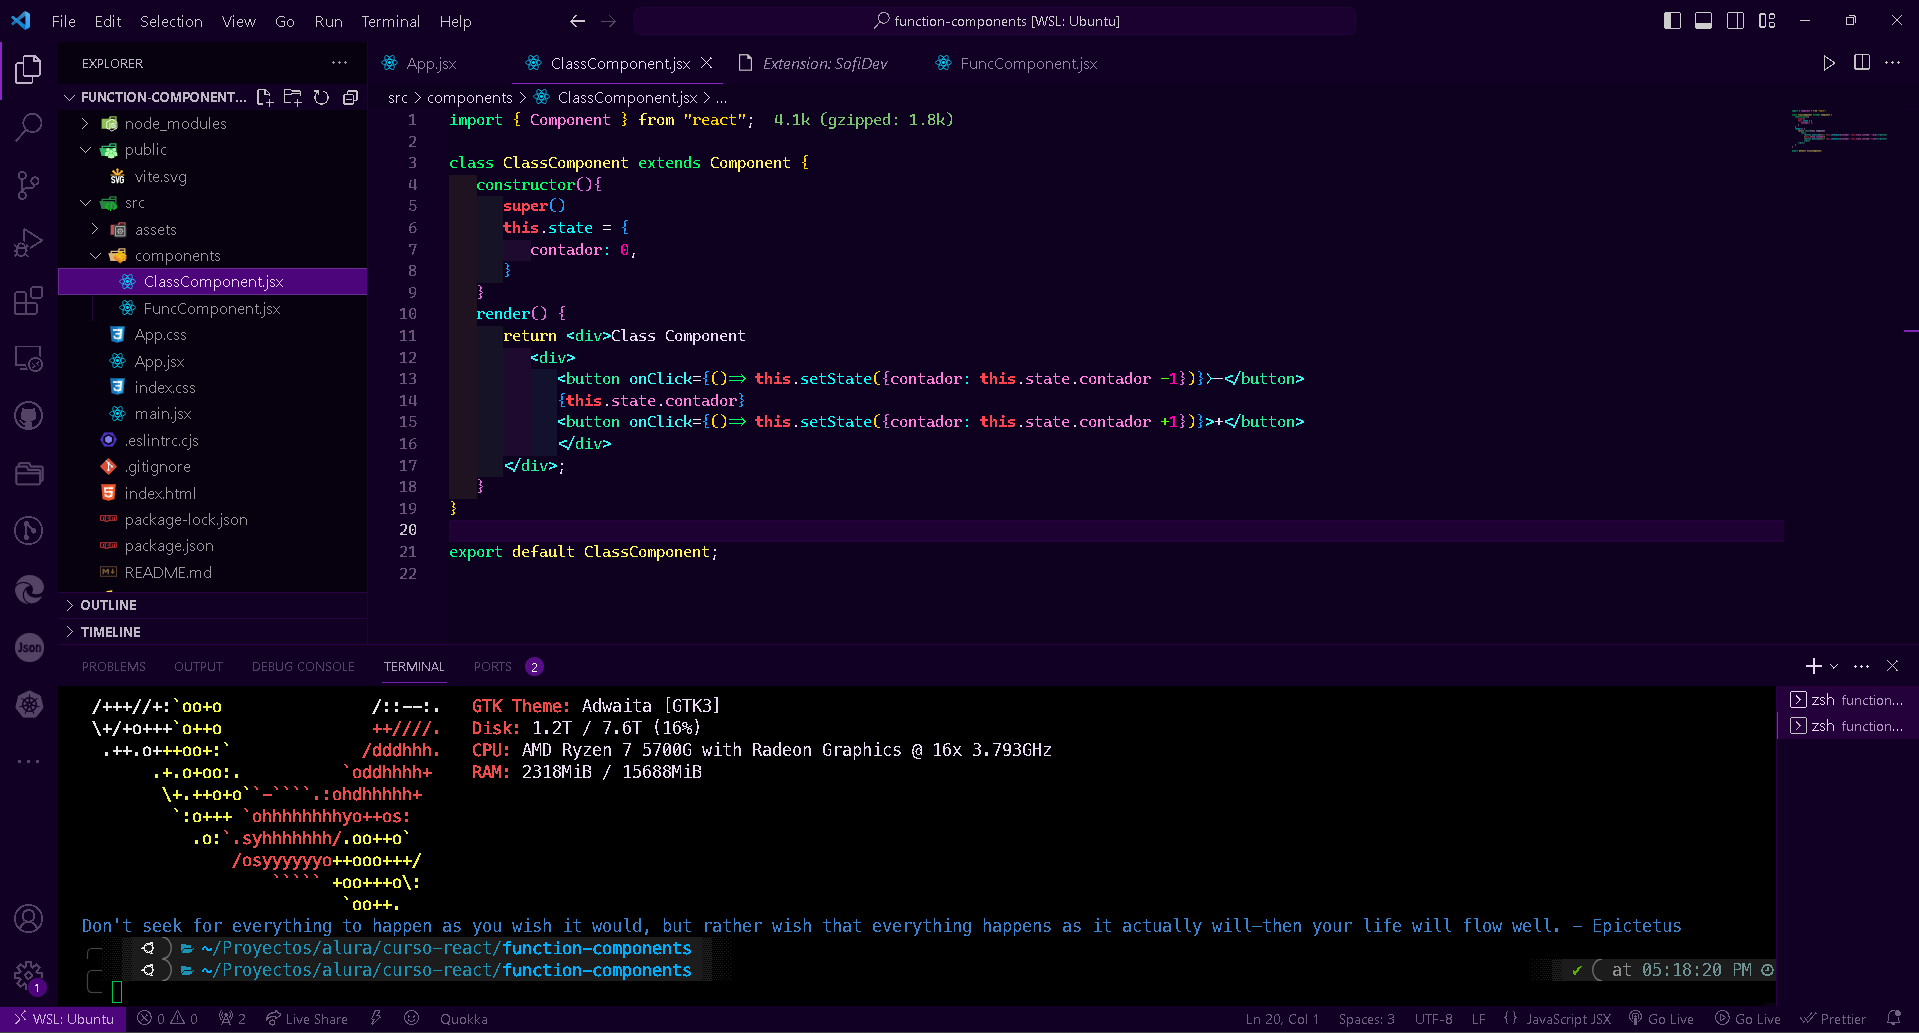 File Edit Selection View Go Run Terminal Help
function-components [WSL: Ubuntu]
EXPLORER
FUNCTION-COMPONENT...
node_modules
public
vite.svg
src
assets
components
ClassComponent.jsx
FuncComponent.jsx
App.css
App.jsx
index.css
main.jsx
.eslintrc.cjs
.gitignore
index.html
package-lock.json
package.json
README.md
OUTLINE
TIMELINE
App.jsx ClassComponent.jsx Extension: SofiDev FuncComponent.jsx
src > components > ClassComponent.jsx > ...
1 import { Component } from "react"; 4.1k (gzipped: 1.8k)
2
3 class ClassComponent extends Component {
4 constructor(){
5 super()
6 this.state = {
7 contador: 0,
8 }
9 }
10 render() {
11 return <div>Class Component
12 <div>
13 <button onClick={()=> this.setState({contador: this.state.contador -1})}>-</button>
14 {this.state.contador}
15 <button onClick={()=> this.setState({contador: this.state.contador +1})}>+</button>
16 </div>
17 </div>;
18 }
19 }
20
21 export default ClassComponent;
22
PROBLEMS OUTPUT DEBUG CONSOLE TERMINAL PORTS 2
/+++//+:`oo+o /::--:. GTK Theme: Adwaita [GTK3]
\+/+o+++`o++o ++////. Disk: 1.2T / 7.6T (16%)
.++.o+++oo+:` /dddhhh. CPU: AMD Ryzen 7 5700G with Radeon Graphics @ 16x 3.793GHz
.+.o+oo:. `oddhhhh+ RAM: 2318MiB / 15688MiB
\+.++o+o``-````.:ohdhhhhh+
`:o+++ `ohhhhhhhhyo++os:
.o:`.syhhhhhhh/.oo++o`
/osyyyyyyo++ooo+++/
````` +oo+++o\:
`oo++.
Don't seek for everything to happen as you wish it would, but rather wish that everything happens as it actually will—then your life will flow well. — Epictetus
~/Proyectos/alura/curso-react/function-components
~/Proyectos/alura/curso-react/function-components ✔ at 05:18:20 PM
zsh function...
zsh function...
Json
1
WSL: Ubuntu 0 0 2 Live Share Quokka Ln 20, Col 1 Spaces: 3 UTF-8 LF {} JavaScript JSX Go Live Go Live Prettier